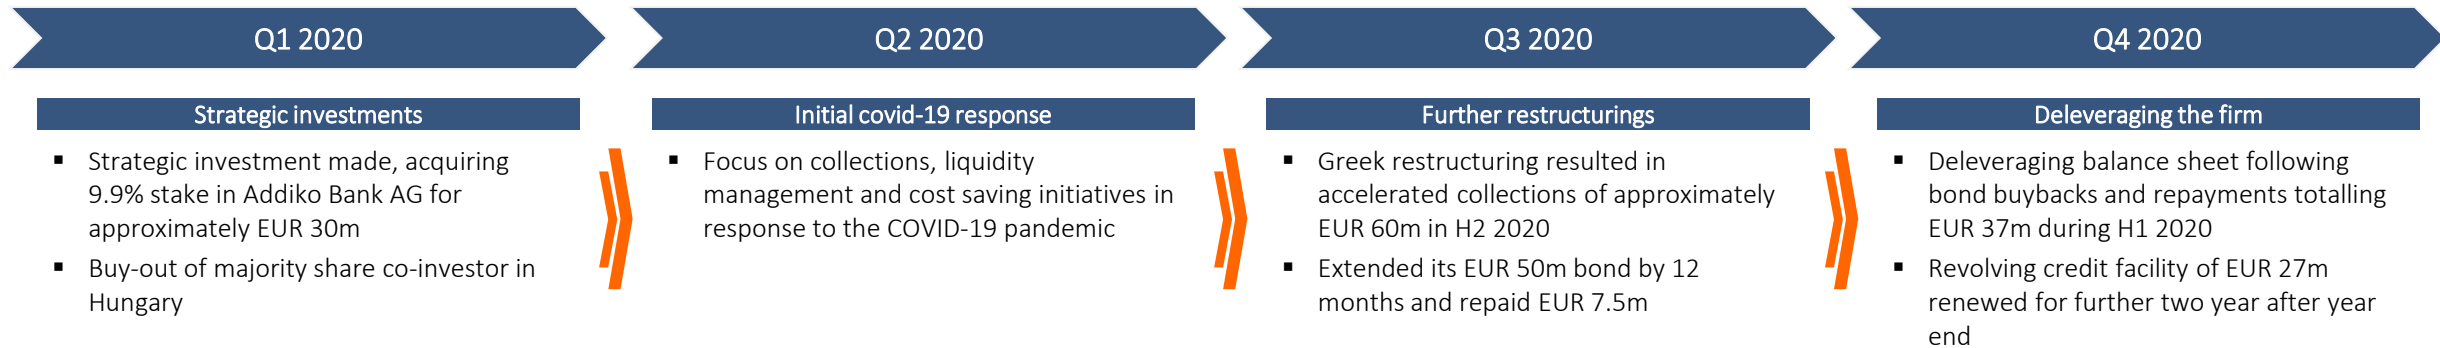 Q1 2020
Q2 2020
Q3 2020
Q4 2020
Strategic investments
▪ Strategic investment made, acquiring
9.9% stake in Addiko Bank AG for
approximately EUR 30m
▪ Buy-out of majority share co-investor in
Hungary
Initial covid-19 response
▪ Focus on collections, liquidity
management and cost saving initiatives in
response to the COVID-19 pandemic
Further restructurings
▪ Greek restructuring resulted in
accelerated collections of approximately
EUR 60m in H2 2020
▪ Extended its EUR 50m bond by 12
months and repaid EUR 7.5m
Deleveraging the firm
▪ Deleveraging balance sheet following
bond buybacks and repayments totalling
EUR 37m during H1 2020
▪ Revolving credit facility of EUR 27m
renewed for further two year after year
end